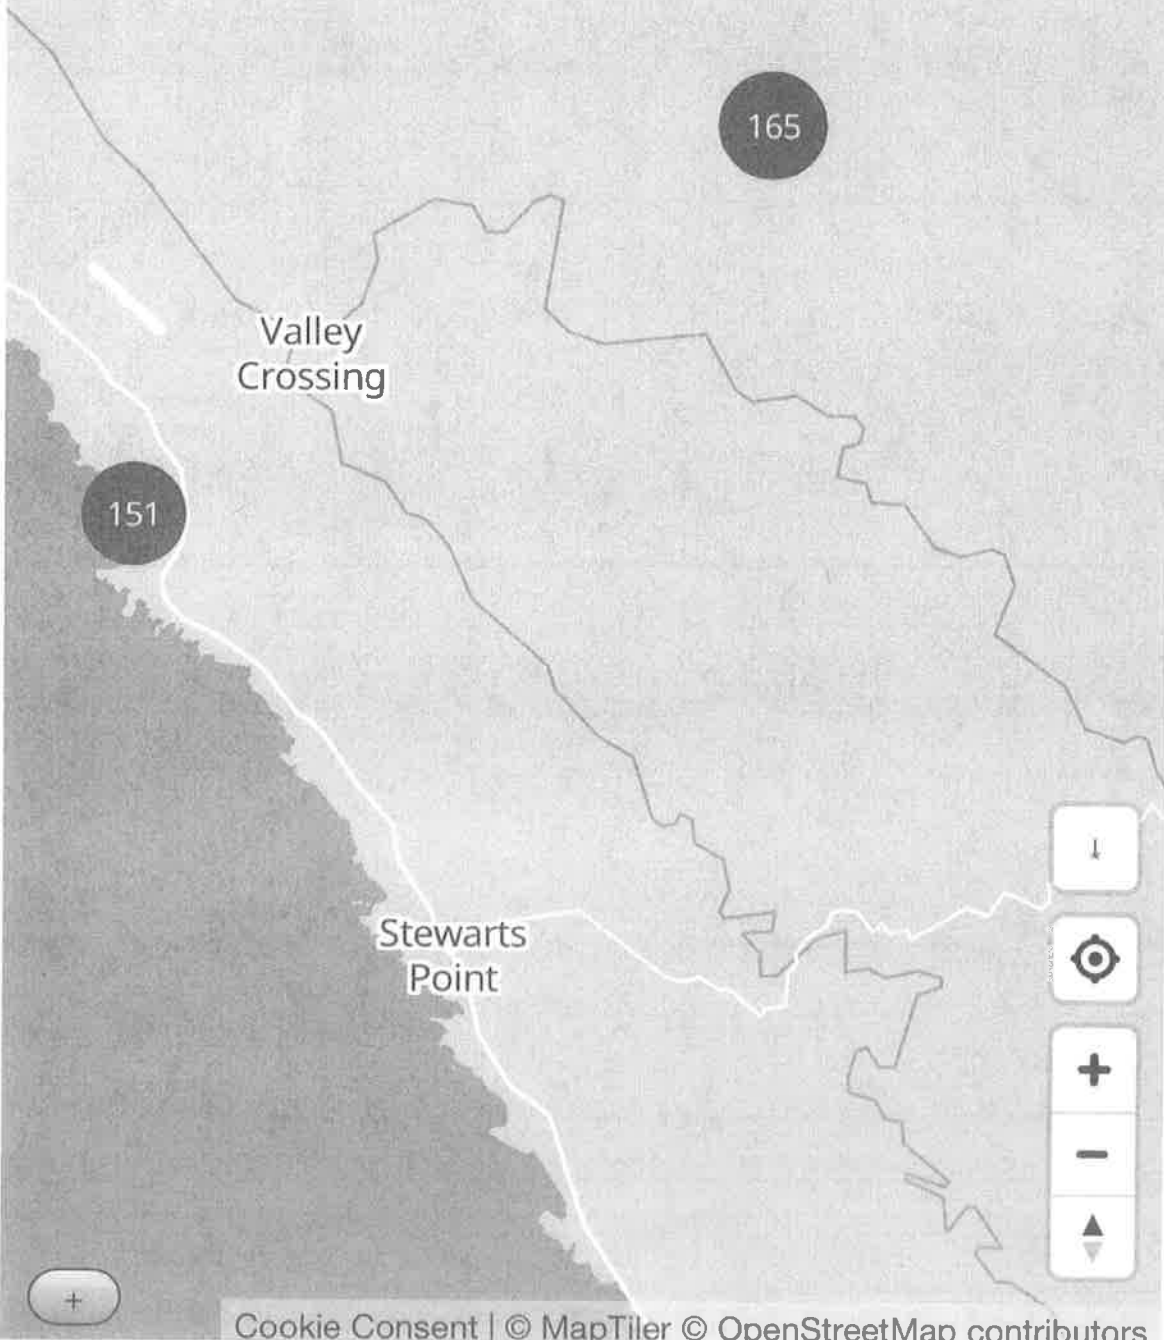 165
Valley
Crossing
151
Stewarts
Point
+
−
+
Cookie Consent | © MapTiler © OpenStreetMap contributors